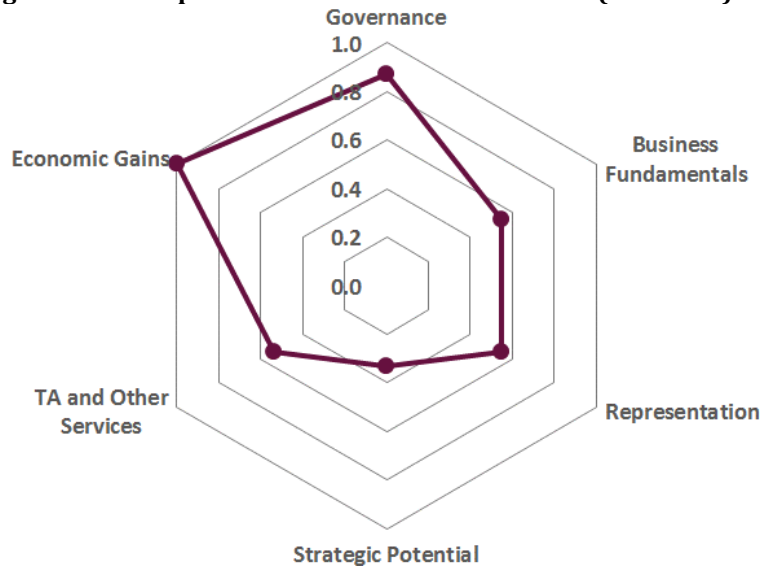 Governance
1.0
0.8
Business
Fundamentals
Economic Gains
0.6
0.4
0.2
0.0
TA and Other
Services
Representation
Strategic Potential